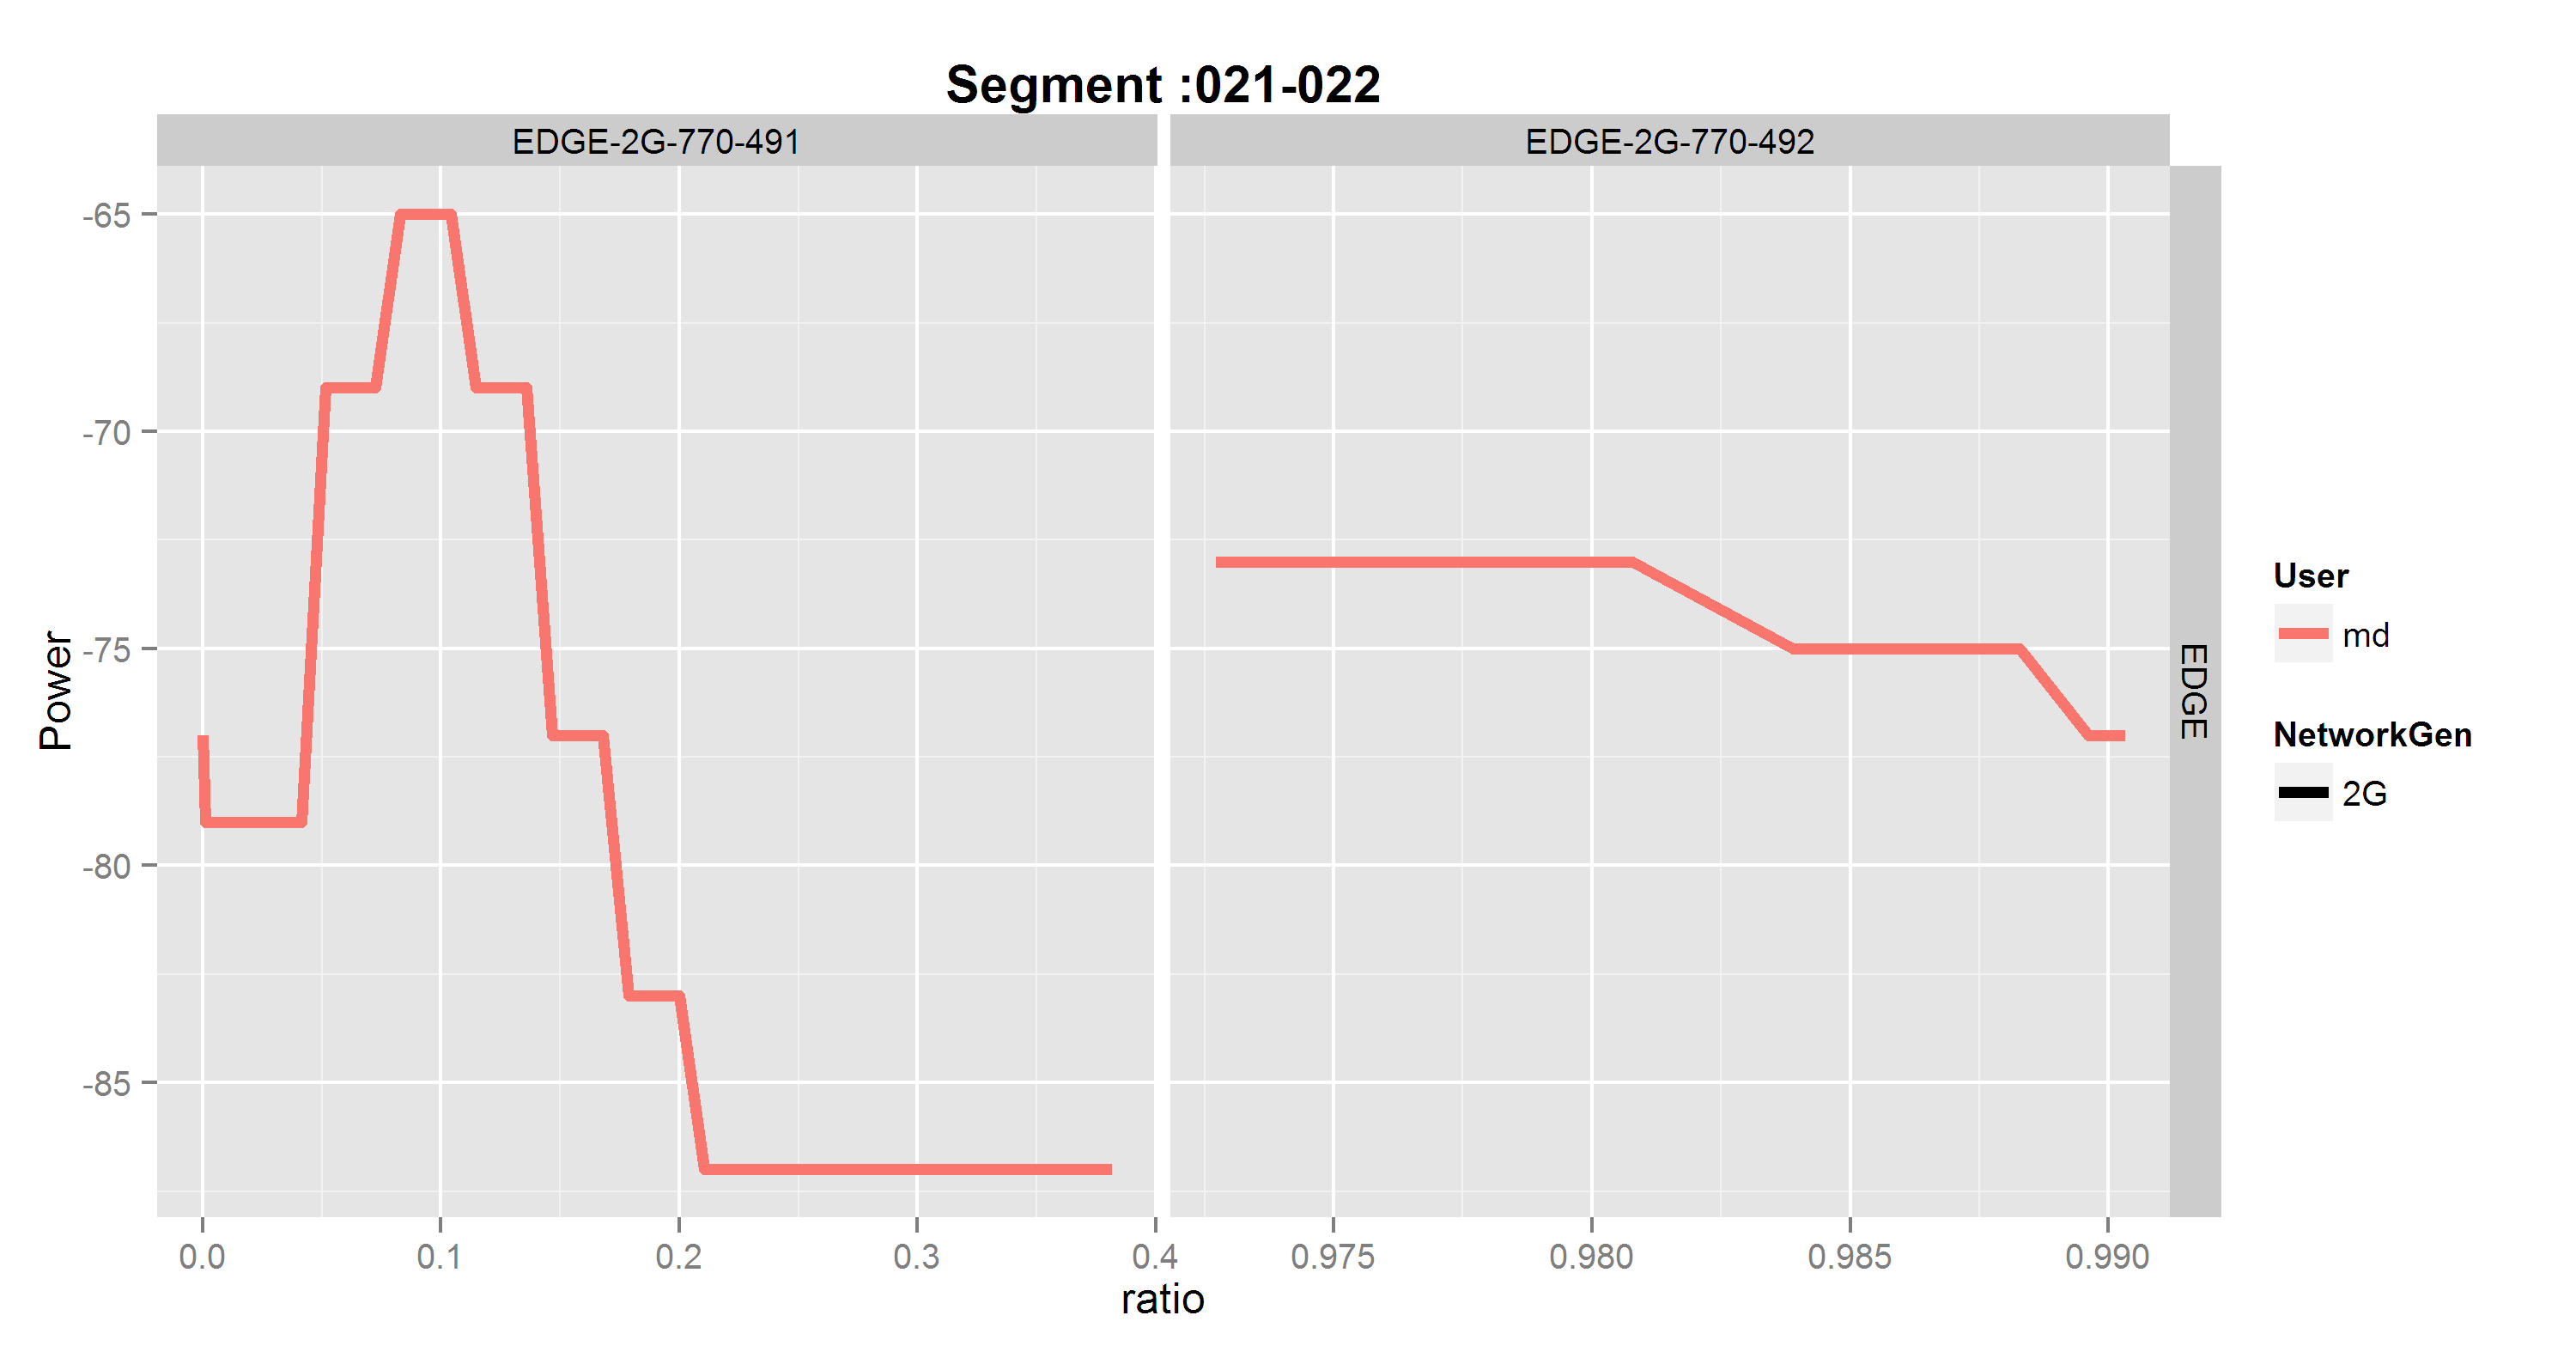 Segment :021-022
EDGE-2G-770-491
EDGE-2G-770-492
-65
-70
-75
-80
-85
Power
EDGE
0.0 0.1 0.2 0.3 0.4
0.975 0.980 0.985 0.990
ratio
User
md
NetworkGen
2G